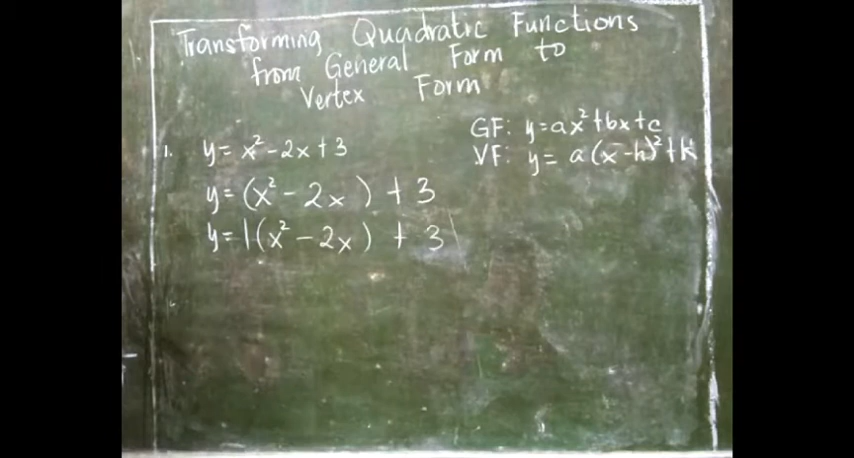 Transforming Quadratic Functions
from General Form to
Vertex Form
GF: y=ax²+bx+c
VF: y= a(x-h)²+k
1. y= x²-2x+3
y= (x²-2x ) + 3
y=1(x²-2x) + 3